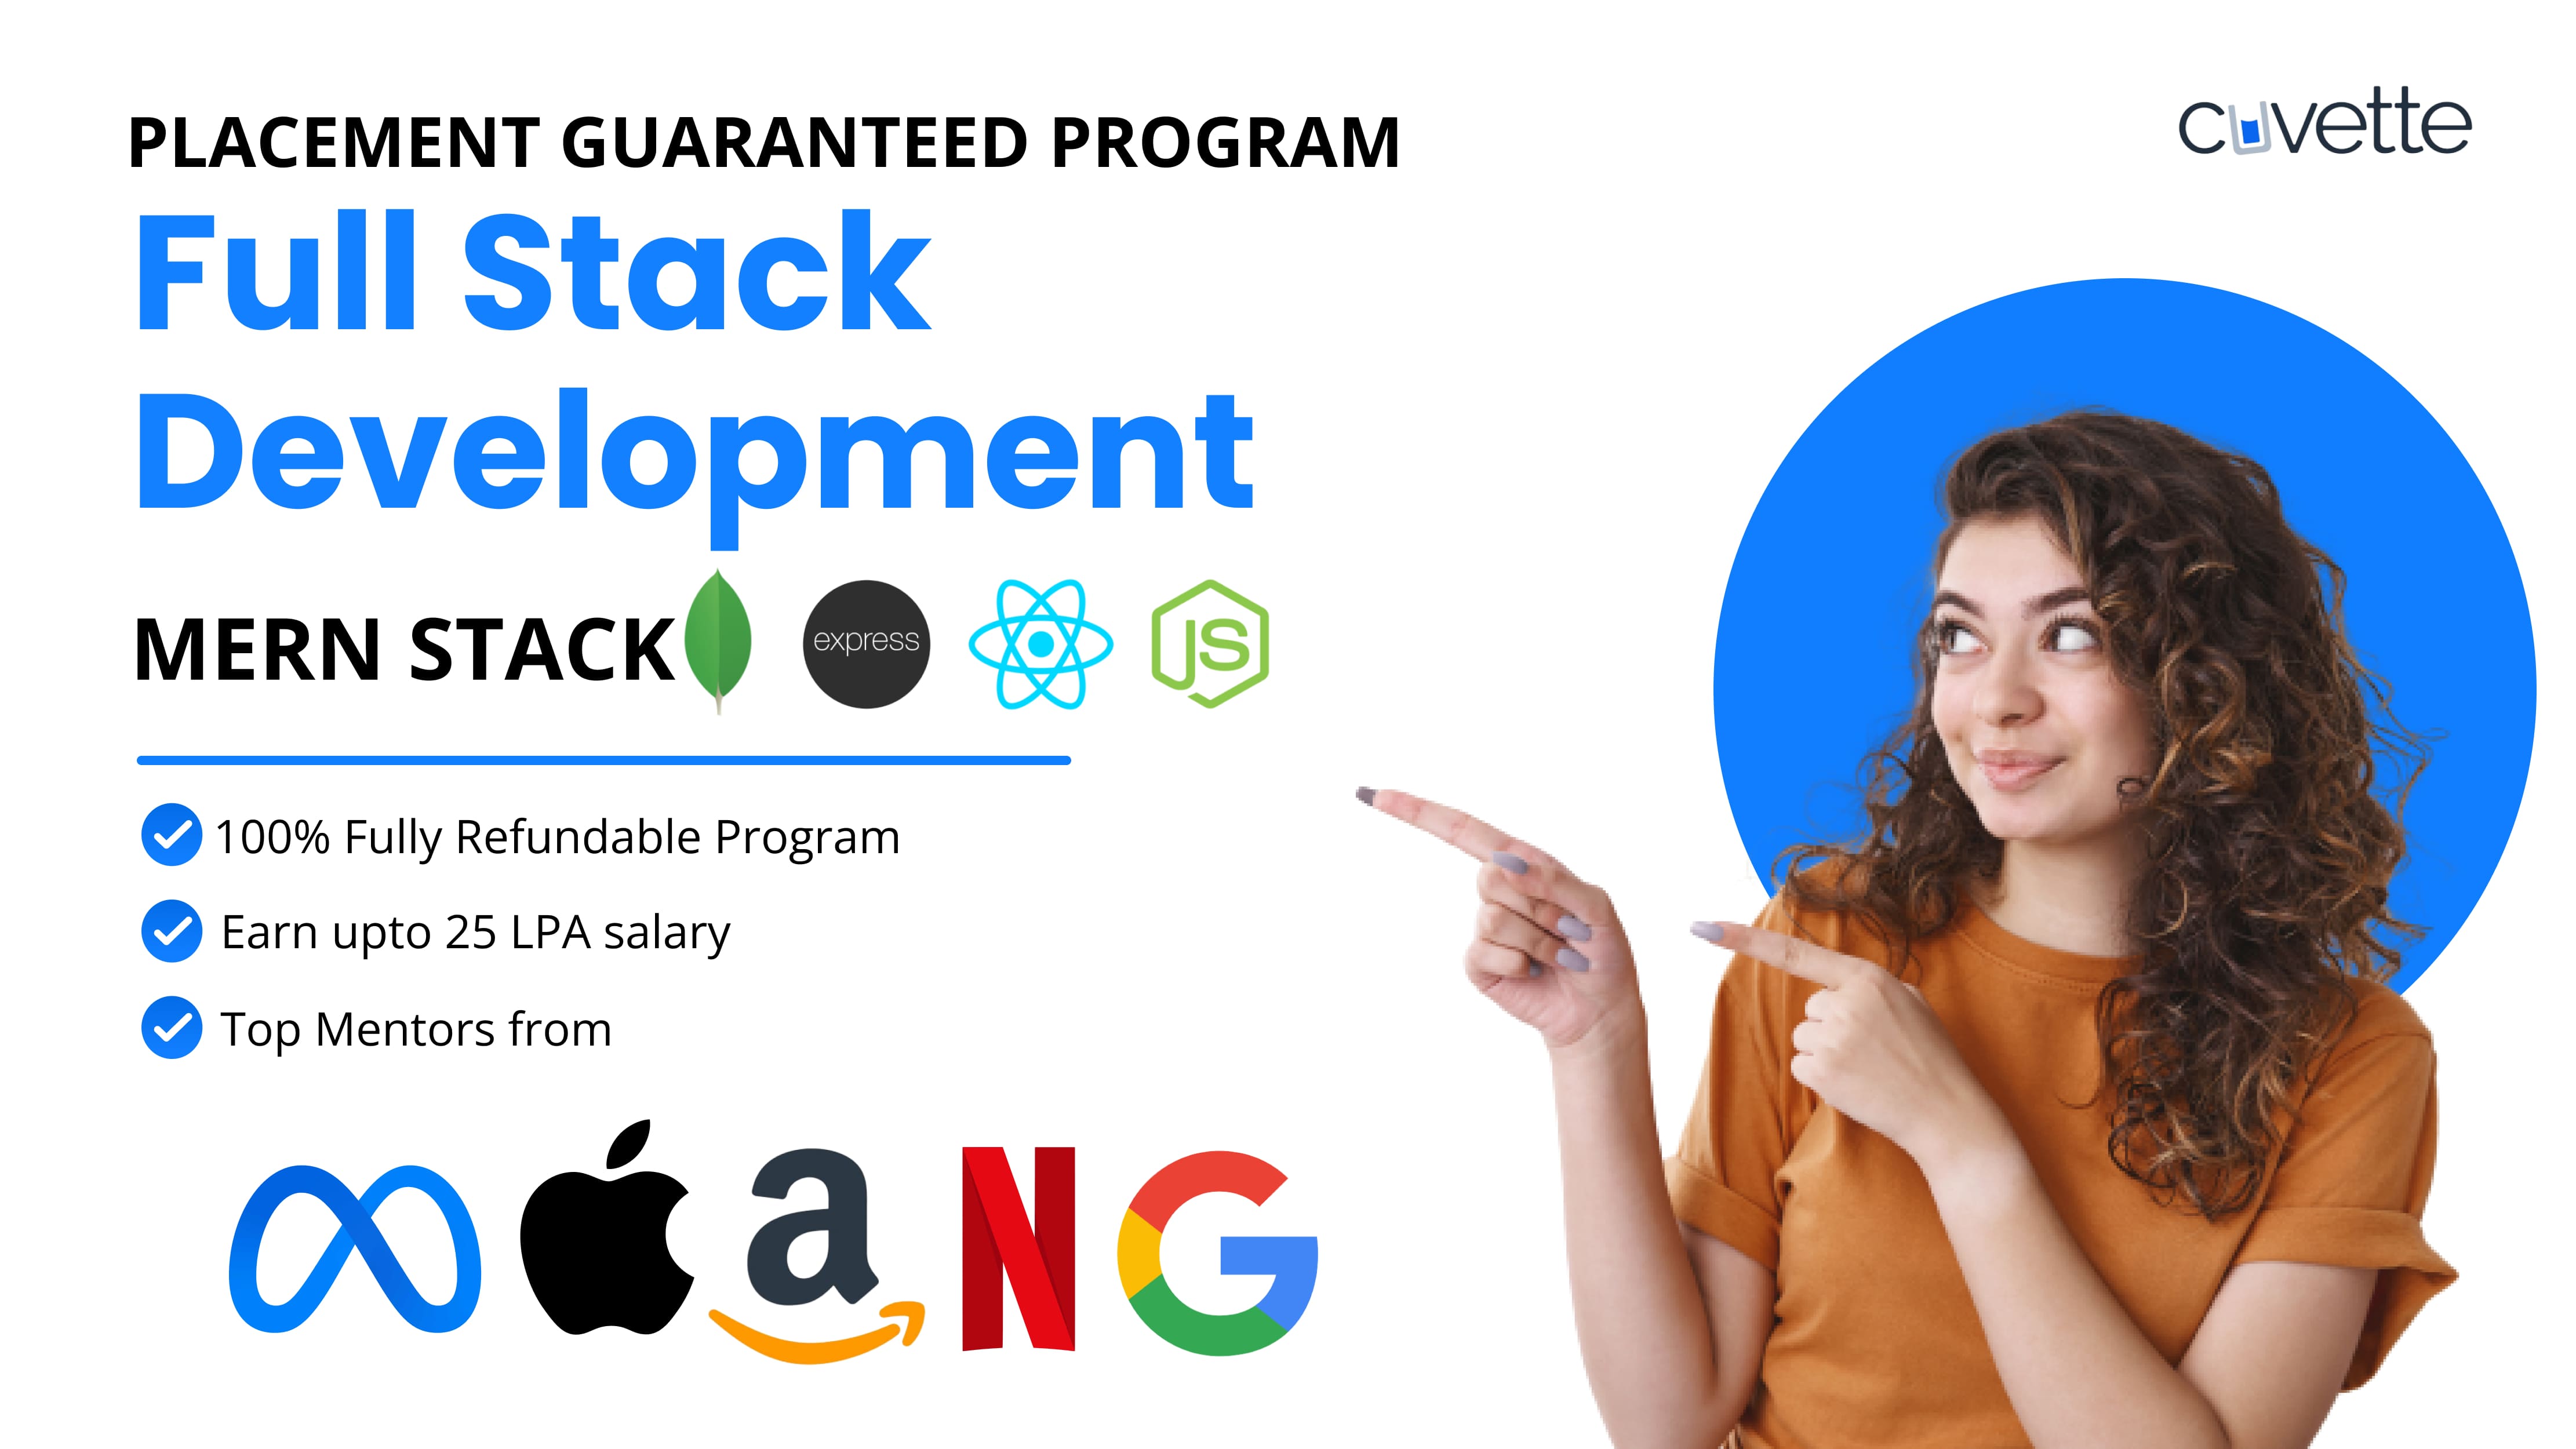 cuvette
PLACEMENT GUARANTEED PROGRAM
Full Stack
Development
MERN STACK
express
JS
100% Fully Refundable Program
Earn upto 25 LPA salary
Top Mentors from
a N G